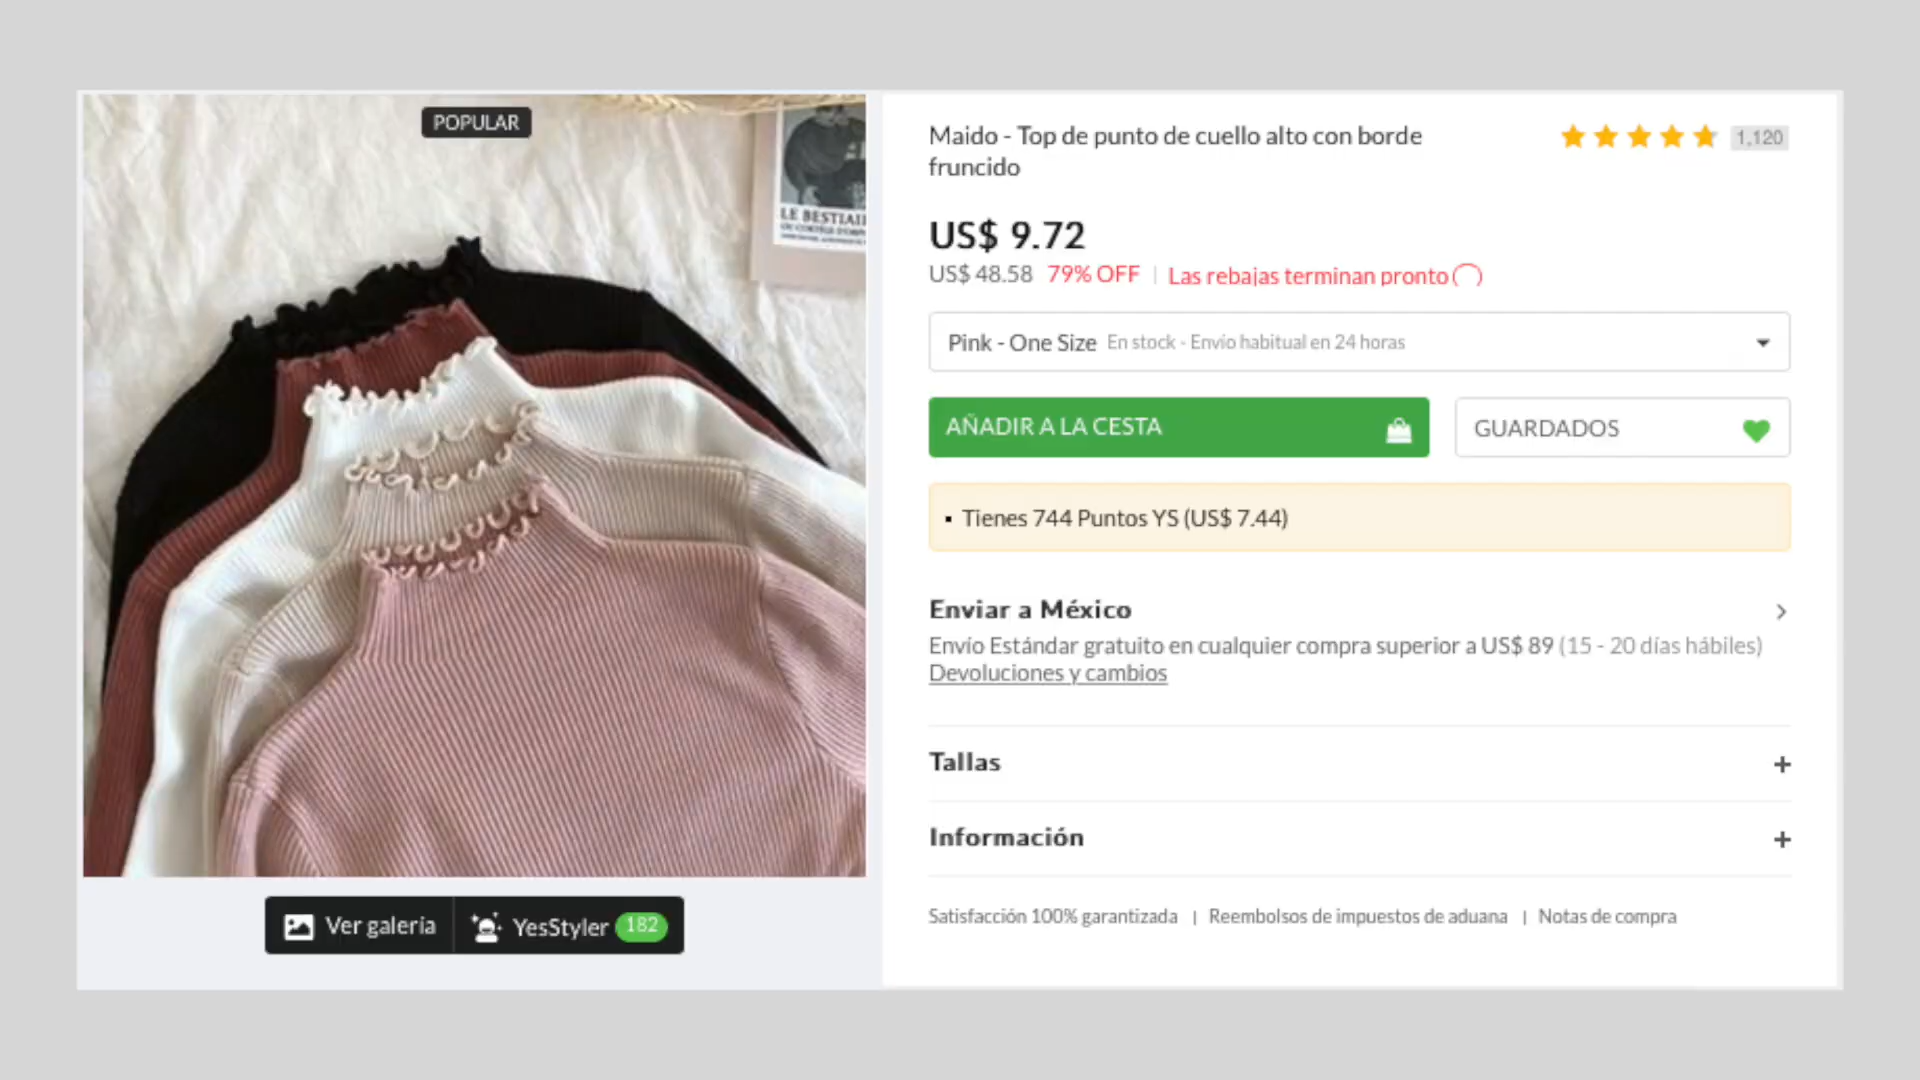 POPULAR
LE BESTIAI
Maido - Top de punto de cuello alto con borde
fruncido
1,120
US$ 9.72
US$ 48.58 79% OFF | Las rebajas terminan pronto
Pink - One Size En stock - Envío habitual en 24 horas
AÑADIR A LA CESTA
GUARDADOS
▪ Tienes 744 Puntos YS (US$ 7.44)
Enviar a México
Envío Estándar gratuito en cualquier compra superior a US$ 89 (15 - 20 días hábiles)
Devoluciones y cambios
Tallas
Información
Satisfacción 100% garantizada | Reembolsos de impuestos de aduana | Notas de compra
Ver galería
YesStyler 182